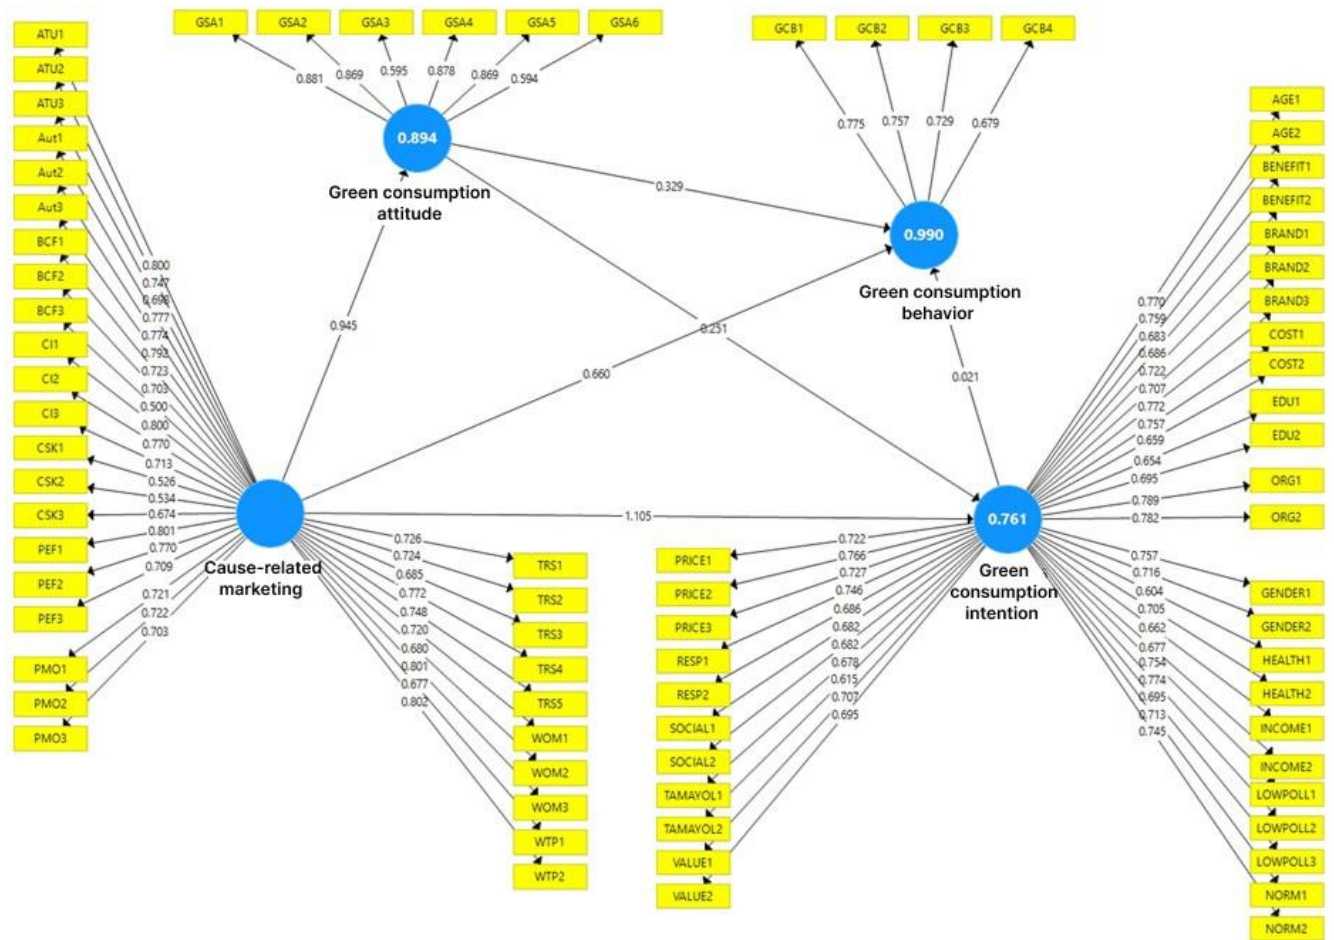 GSA1 GSA2 GSA3 GSA4 GSA5 GSA6
0.881 0.869 0.595 0.878 0.869 0.594
0.894
Green consumption
attitude
GCB1 GCB2 GCB3 GCB4
0.775 0.757 0.729 0.679
0.990
Green consumption
behavior
0.329
0.945
0.251
0.660
0.021
1.105
ATU1
ATU2
ATU3
Aut1
Aut2
Aut3
BCF1
BCF2
BCF3
CI1
CI2
CI3
CSK1
CSK2
CSK3
PEF1
PEF2
PEF3
PMO1
PMO2
PMO3
0.800
0.747
0.698
0.777
0.774
0.792
0.723
0.703
0.500
0.800
0.770
0.713
0.526
0.534
0.674
0.801
0.770
0.709
0.721
0.722
0.703
Cause-related
marketing
0.726
0.724
0.685
0.772
0.748
0.720
0.680
0.801
0.677
0.802
TRS1
TRS2
TRS3
TRS4
TRS5
WOM1
WOM2
WOM3
WTP1
WTP2
0.761
Green
consumption
intention
PRICE1
PRICE2
PRICE3
RESP1
RESP2
SOCIAL1
SOCIAL2
TAMAYOL1
TAMAYOL2
VALUE1
VALUE2
0.722
0.766
0.727
0.746
0.686
0.682
0.682
0.678
0.615
0.707
0.695
0.770
0.759
0.683
0.686
0.722
0.707
0.772
0.757
0.659
0.654
0.695
0.789
0.782
AGE1
AGE2
BENEFIT1
BENEFIT2
BRAND1
BRAND2
BRAND3
COST1
COST2
EDU1
EDU2
ORG1
ORG2
0.757
0.716
0.604
0.705
0.662
0.677
0.754
0.774
0.695
0.713
0.745
GENDER1
GENDER2
HEALTH1
HEALTH2
INCOME1
INCOME2
LOWPOLL1
LOWPOLL2
LOWPOLL3
NORM1
NORM2